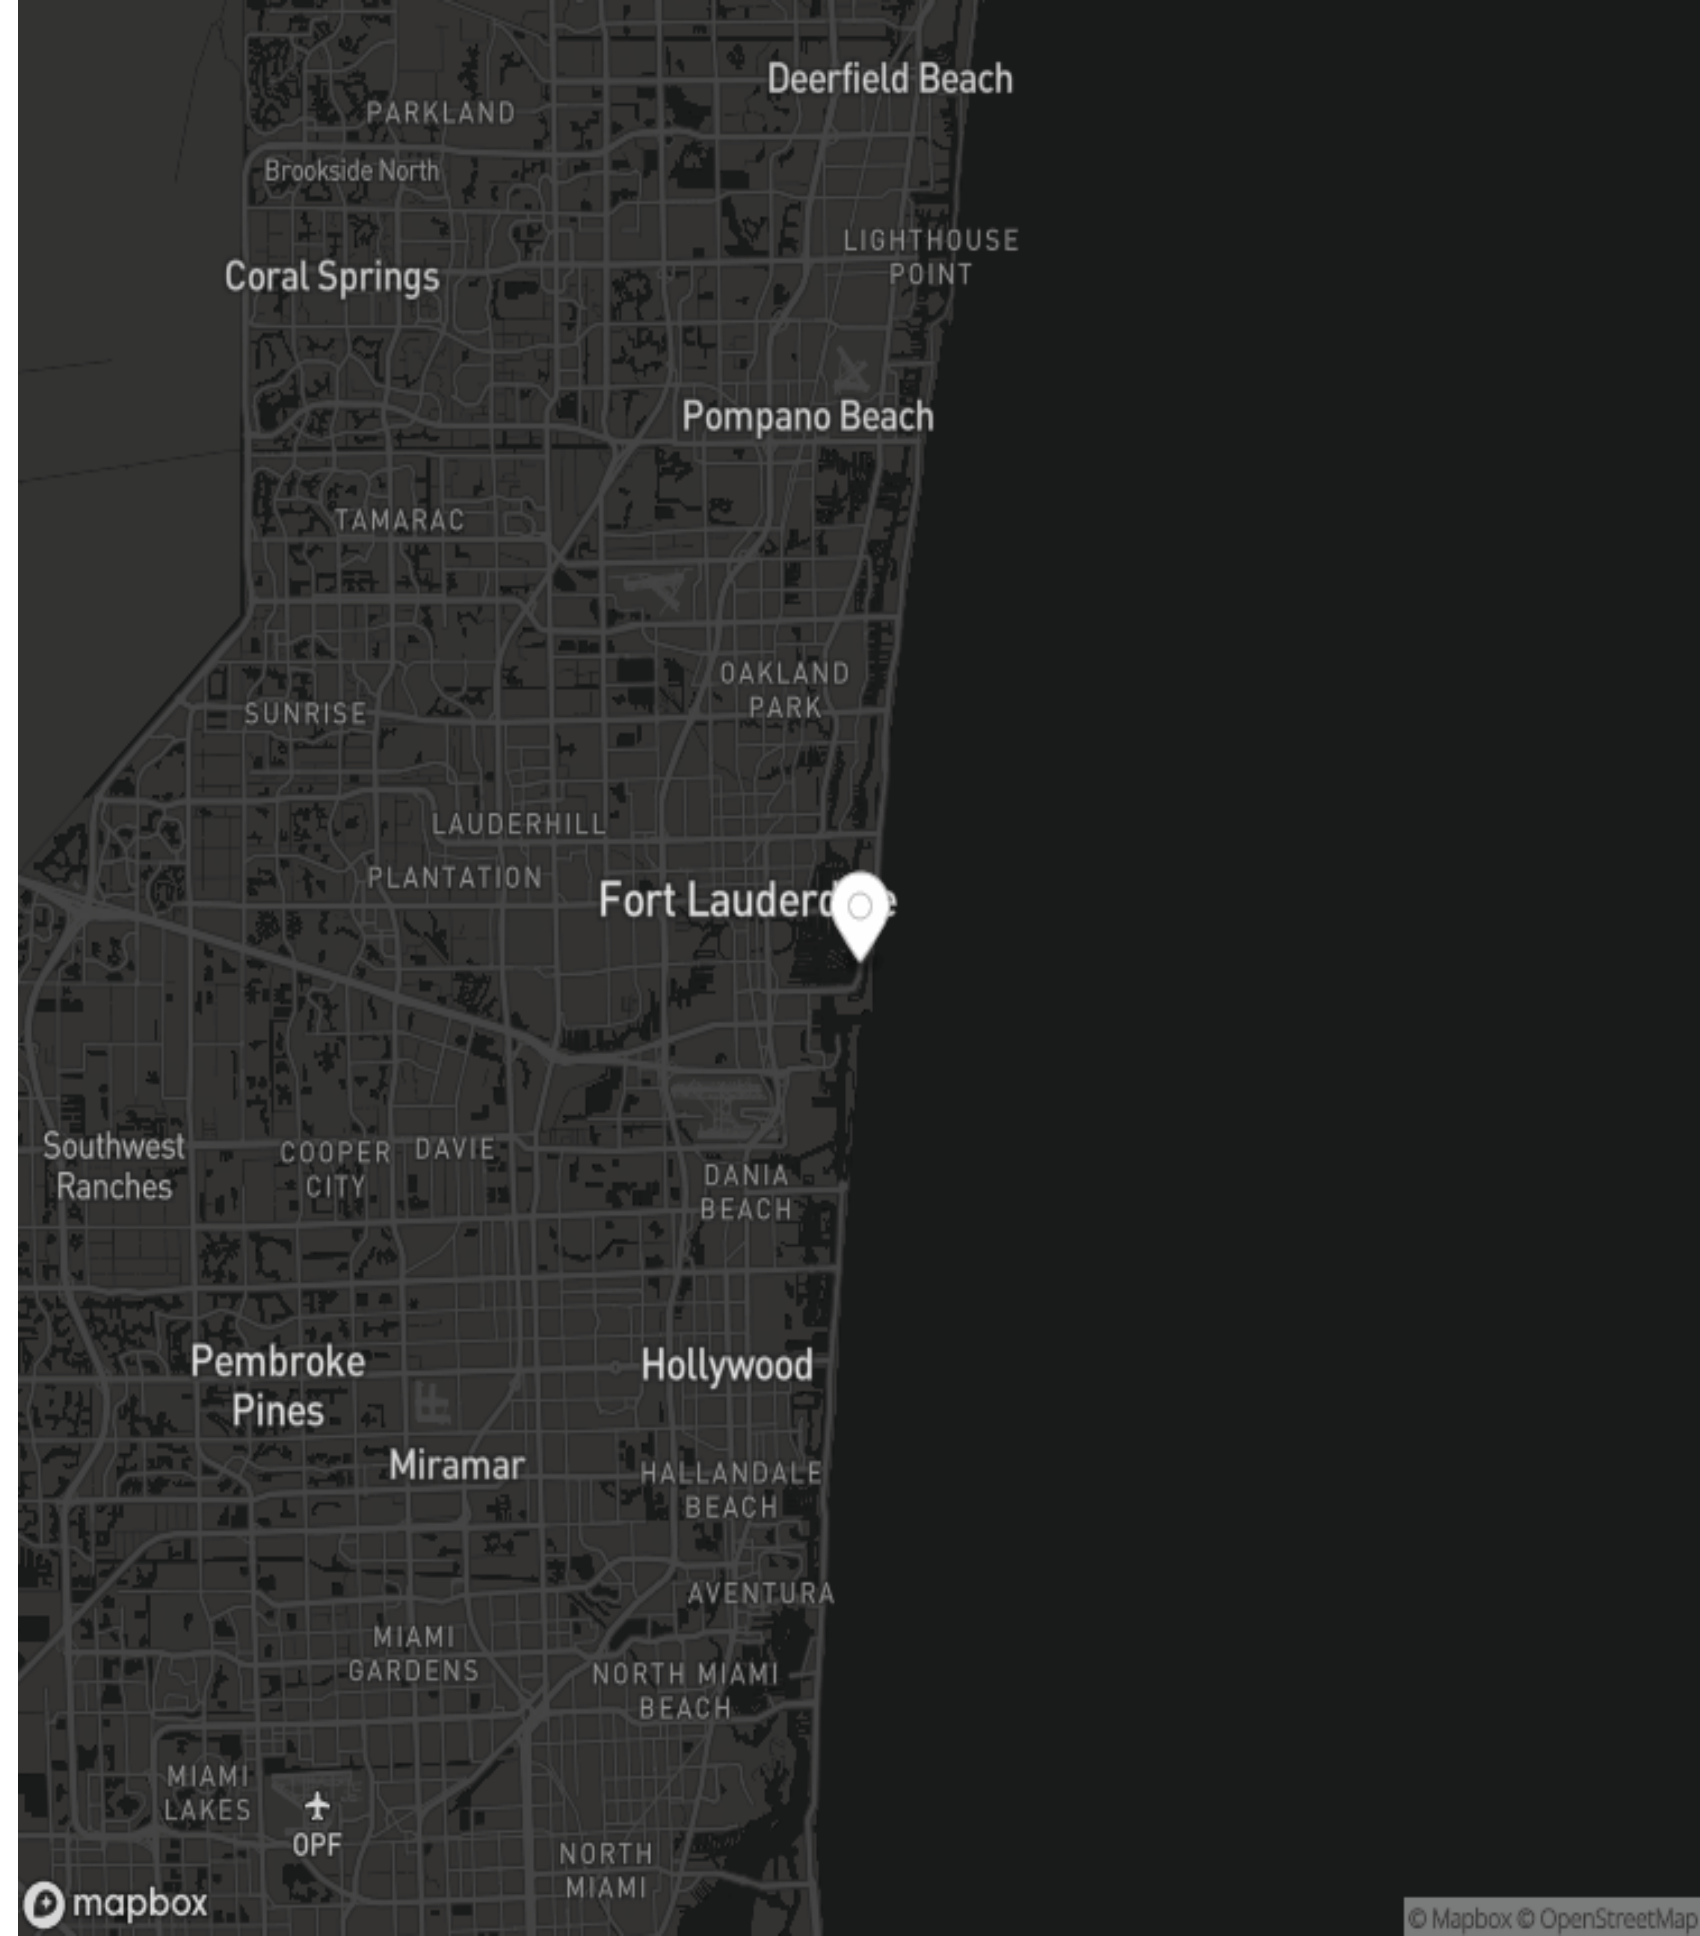 Deerfield Beach
PARKLAND
Brookside North
LIGHTHOUSE
POINT
Coral Springs
Pompano Beach
TAMARAC
OAKLAND
PARK
SUNRISE
LAUDERHILL
PLANTATION
Fort
Southwest
Ranches
COOPER
CITY
DAVIE
DANIA
BEACH
Pembroke
Pines
Hollywood
Miramar
HALLANDALE
BEACH
AVENTURA
MIAMI
GARDENS
NORTH MIAMI
BEACH
MIAMI
LAKES
OPF
NORTH
MIAMI
mapbox
© Mapbox © OpenStreetMap